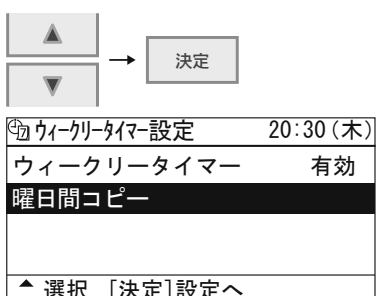 決定
ウィークリータイマー設定 20:30(木)
ウィークリータイマー 有効
曜日間コピー
選択 [決定]設定へ